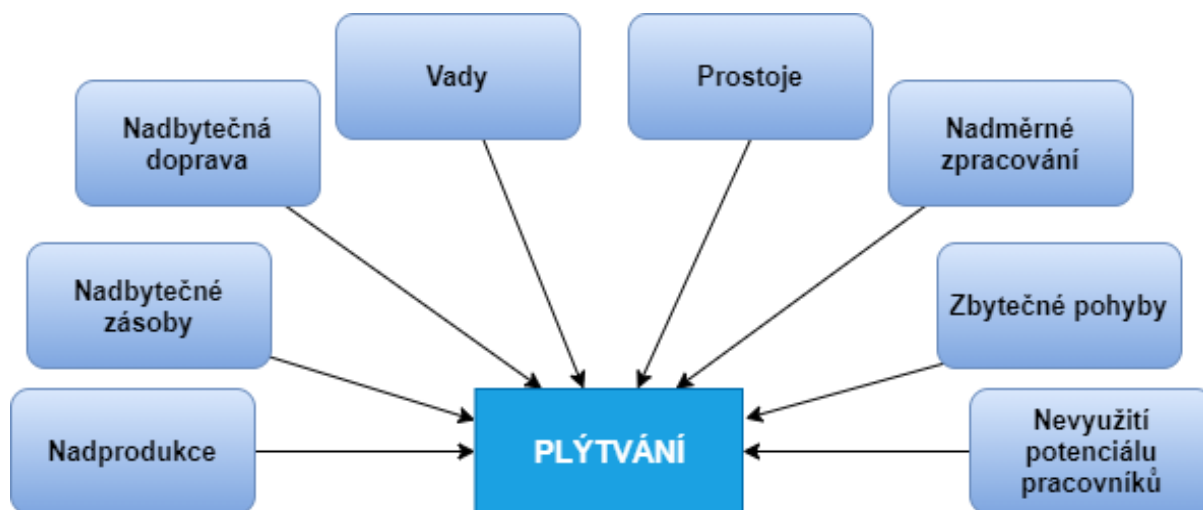 Vady
Prostoje
Nadbytečná
doprava
Nadměrné
zpracování
Nadbytečné
zásoby
Zbytečné pohyby
Nadprodukce
PLÝTVÁNÍ
Nevyužití
potenciálu
pracovníků